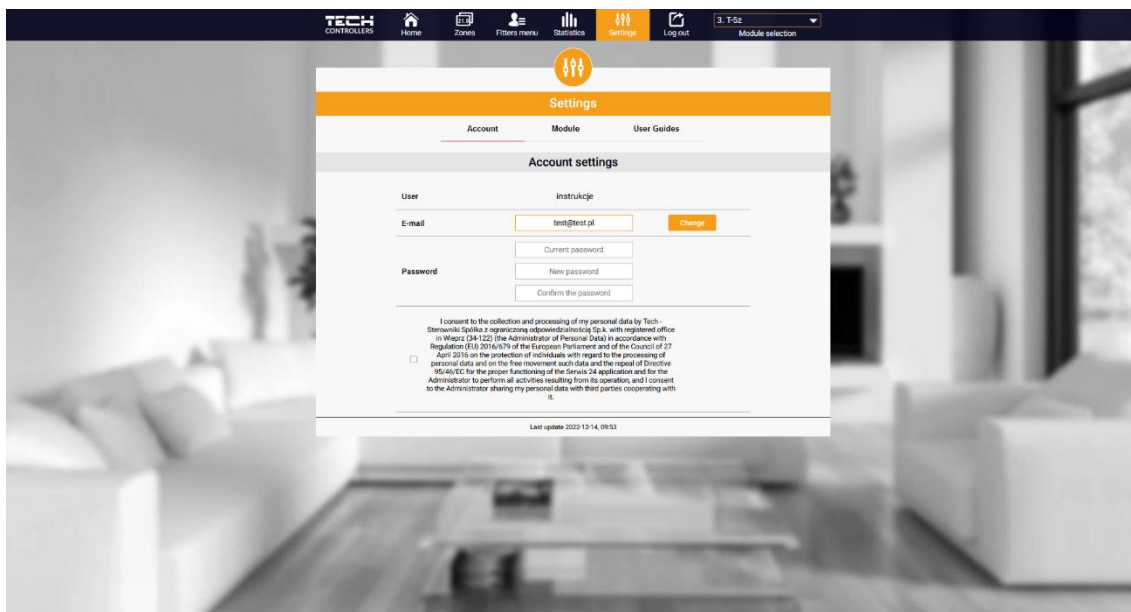 TECH
CONTROLLERS
Home
21.0
Zones
Fitters menu
Statistics
Settings
Log out
3. T-5z
Module selection
Settings
Account Module User Guides
Account settings
User instrukcje
E-mail test@test.pl Change
Current password
Password New password
Confirm the password
I consent to the collection and processing of my personal data by Tech -
Sterowniki Spółka z ograniczoną odpowiedzialnością Sp.k. with registered office
in Wieprz (34-122) (the Administrator of Personal Data) in accordance with
Regulation (EU) 2016/679 of the European Parliament and of the Council of 27
April 2016 on the protection of individuals with regard to the processing of
personal data and on the free movement such data and the repeal of Directive
95/46/EC for the proper functioning of the Serwis 24 application and for the
Administrator to perform all activities resulting from its operation, and I consent
to the Administrator sharing my personal data with third parties cooperating with
it.
Last update 2022-12-14, 09:53